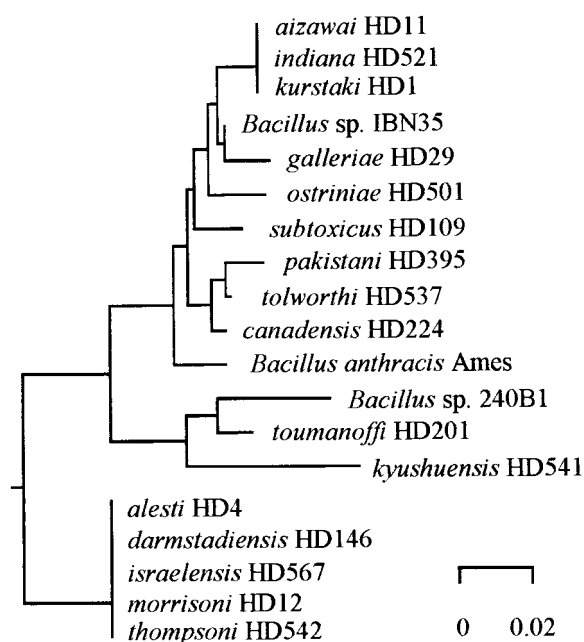 aizawai HD11
indiana HD521
kurstaki HD1
Bacillus sp. IBN35
galleriae HD29
ostriniae HD501
subtoxicus HD109
pakistani HD395
tolworthi HD537
canadensis HD224
Bacillus anthracis Ames
Bacillus sp. 240B1
toumanoffi HD201
kyushuensis HD541
alesti HD4
darmstadiensis HD146
israelensis HD567
morrisoni HD12
thompsoni HD542
0 0.02